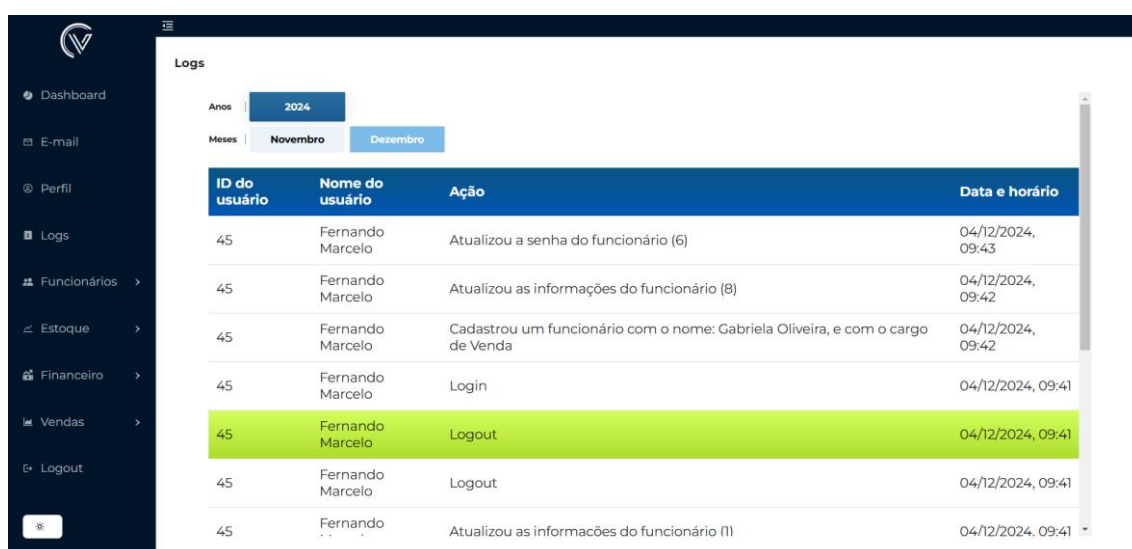 Logs
Dashboard
E-mail
Perfil
Logs
Funcionários
Estoque
Financeiro
Vendas
Logout
Anos
2024
Meses
Novembro
Dezembro
ID do usuário
Nome do usuário
Ação
Data e horário
45
Fernando Marcelo
Atualizou a senha do funcionário (6)
04/12/2024, 09:43
45
Fernando Marcelo
Atualizou as informações do funcionário (8)
04/12/2024, 09:42
45
Fernando Marcelo
Cadastrou um funcionário com o nome: Gabriela Oliveira, e com o cargo
de Venda
04/12/2024, 09:42
45
Fernando Marcelo
Login
04/12/2024, 09:41
45
Fernando Marcelo
Logout
04/12/2024, 09:41
45
Fernando Marcelo
Logout
04/12/2024, 09:41
45
Fernando
Atualizou as informações do funcionário (1)
04/12/2024, 09:41